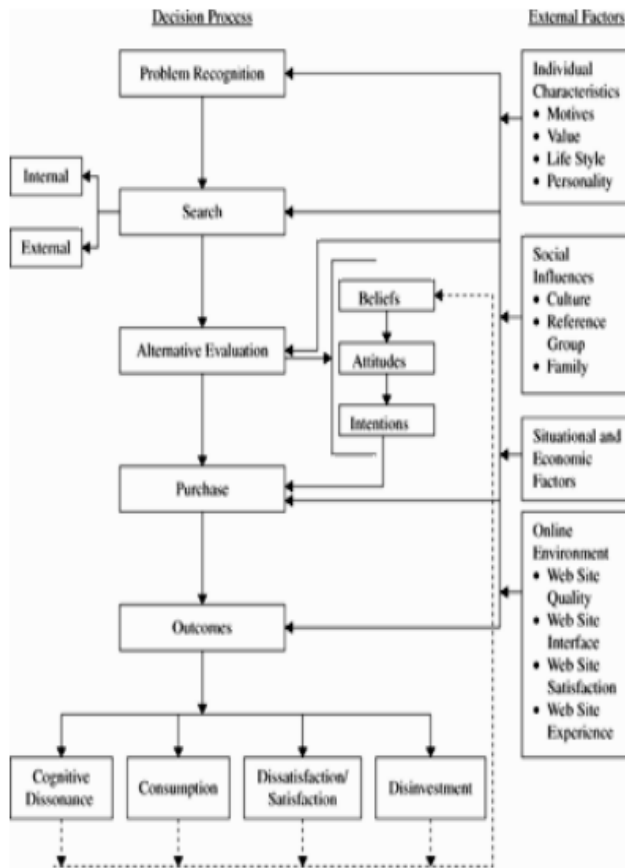 Decision Process
External Factors
Problem Recognition
Internal
Search
External
Beliefs
Alternative Evaluation
Attitudes
Intentions
Purchase
Outcomes
Cognitive
Dissonance
Consumption
Dissatisfaction/
Satisfaction
Disinvestment
Individual
Characteristics
• Motives
• Value
• Life Style
• Personality
Social
Influences
• Culture
• Reference
Group
• Family
Situational and
Economic
Factors
Online
Environment
• Web Site
Quality
• Web Site
Interface
• Web Site
Satisfaction
• Web Site
Experience